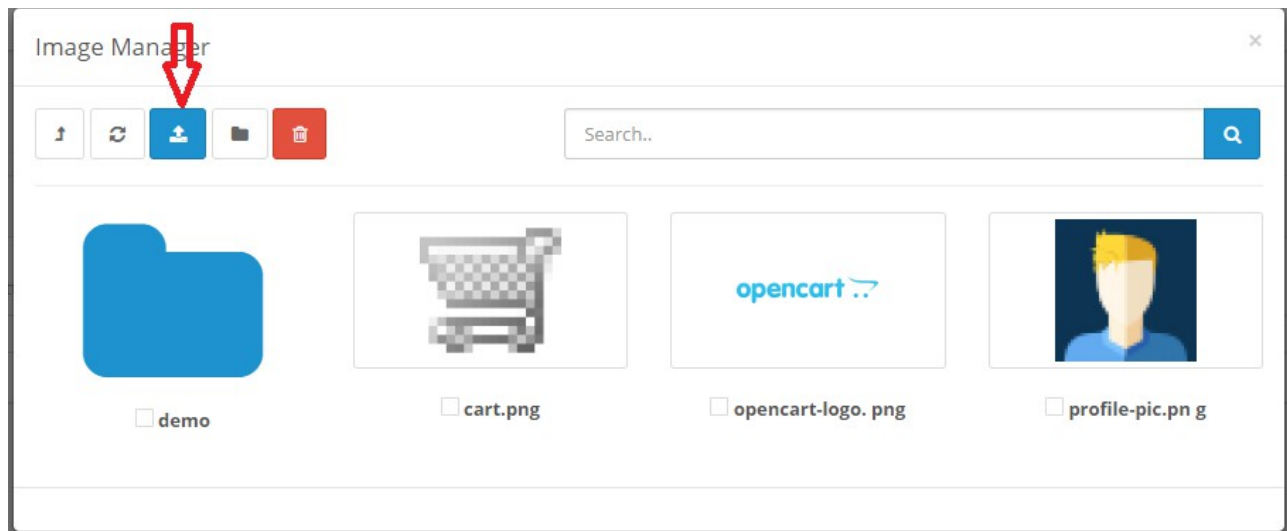 Image Manager
×
Search..
opencart
demo
cart.png
opencart-logo. png
profile-pic.pn g